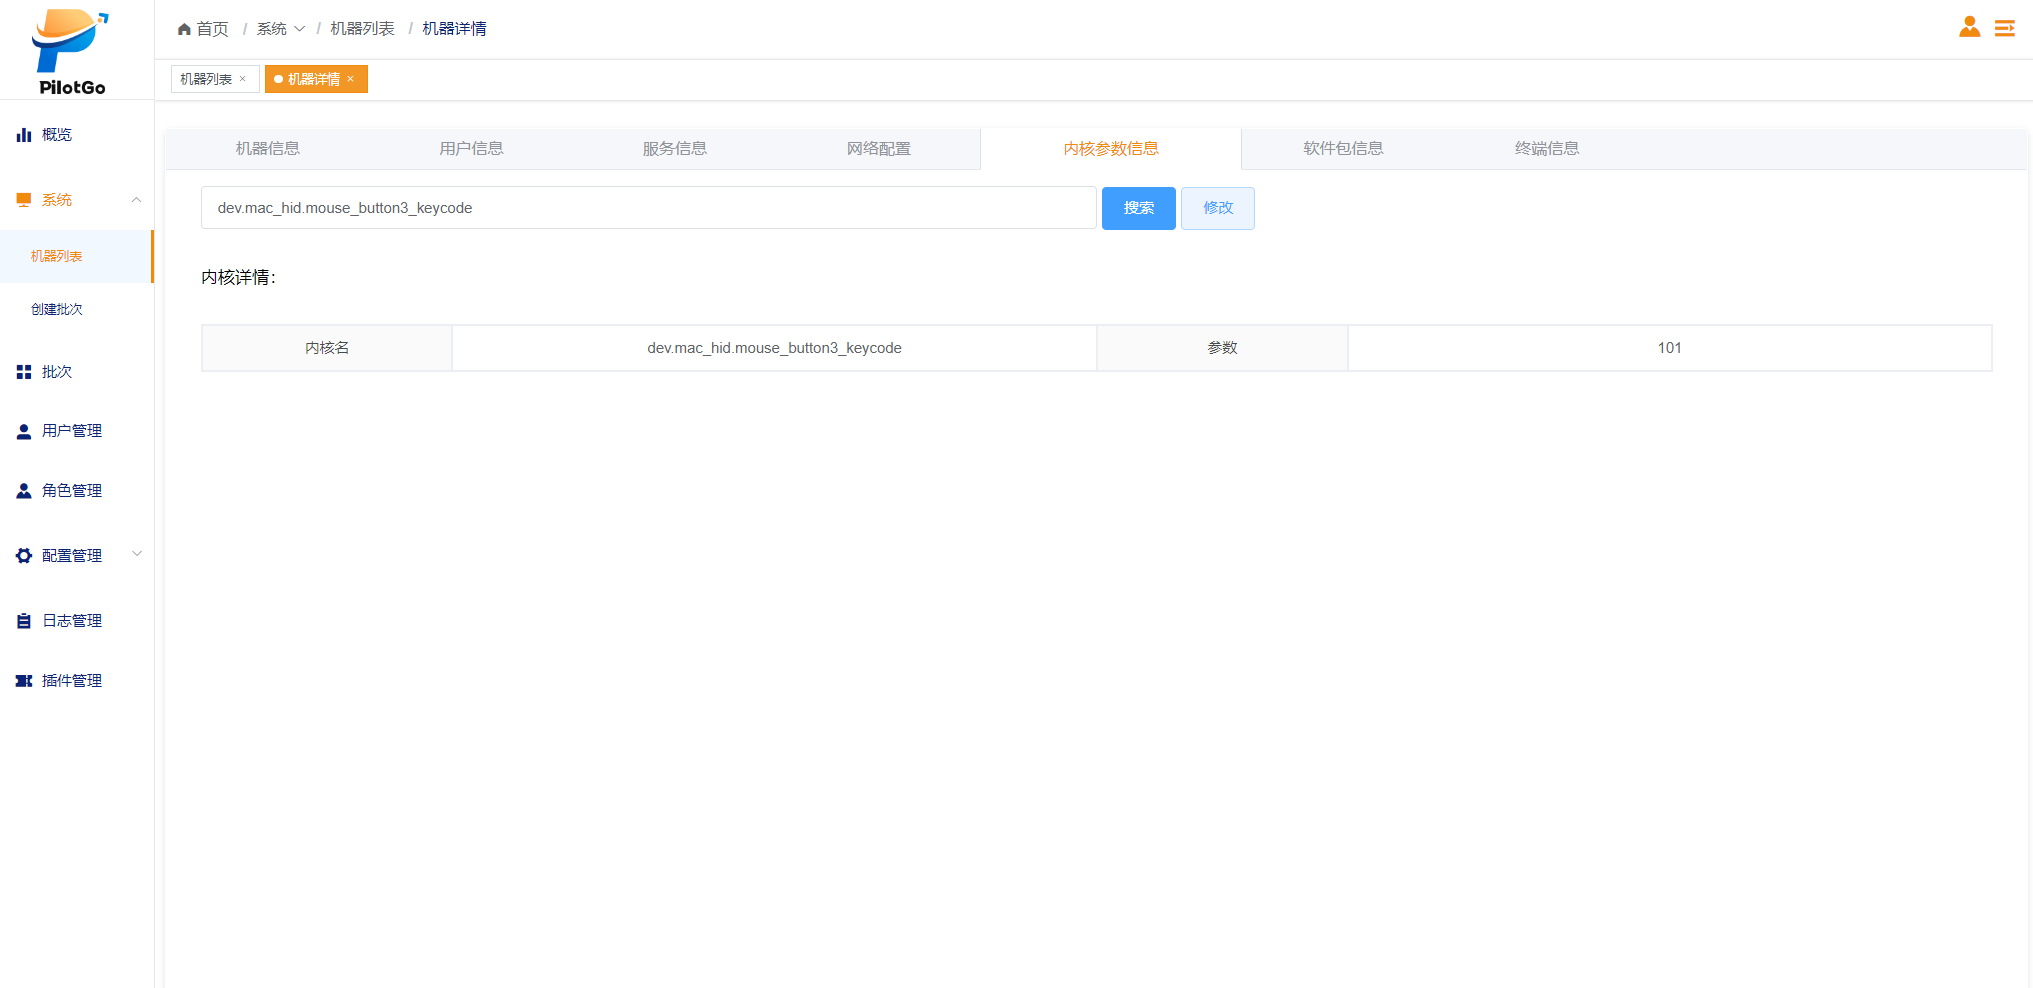 PilotGo
首页 / 系统 / 机器列表 / 机器详情
机器列表 × 机器详情 ×
概览
系统
机器列表
创建批次
批次
用户管理
角色管理
配置管理
日志管理
插件管理
机器信息 用户信息 服务信息 网络配置 内核参数信息 软件包信息 终端信息
dev.mac_hid.mouse_button3_keycode 搜索 修改
内核详情：
内核名 dev.mac_hid.mouse_button3_keycode 参数 101